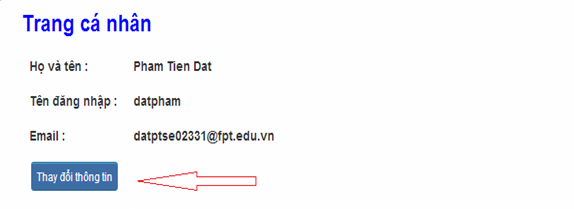 Trang cá nhân
Họ và tên : Pham Tien Dat
Tên đăng nhập : datpham
Email : datptse02331@fpt.edu.vn
Thay đổi thông tin